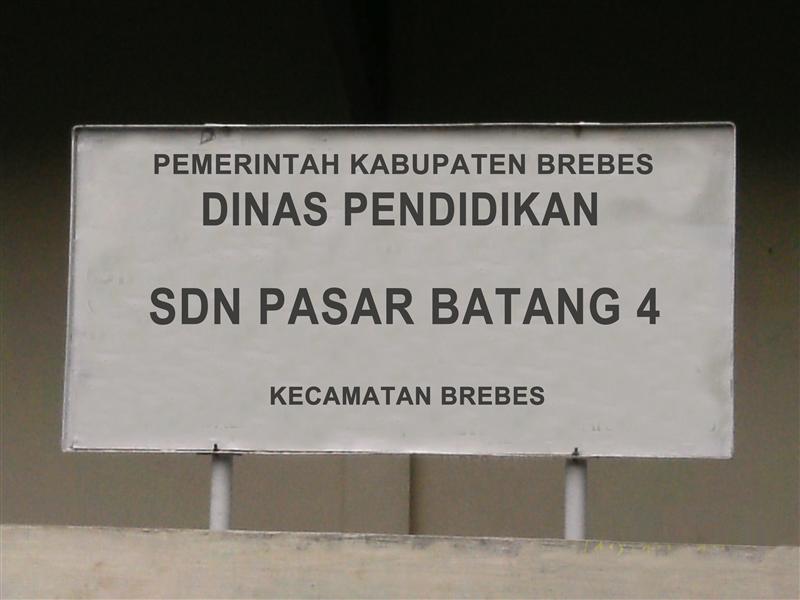 PEMERINTAH KABUPATEN BREBES
DINAS PENDIDIKAN
SDN PASAR BATANG 4
KECAMATAN BREBES